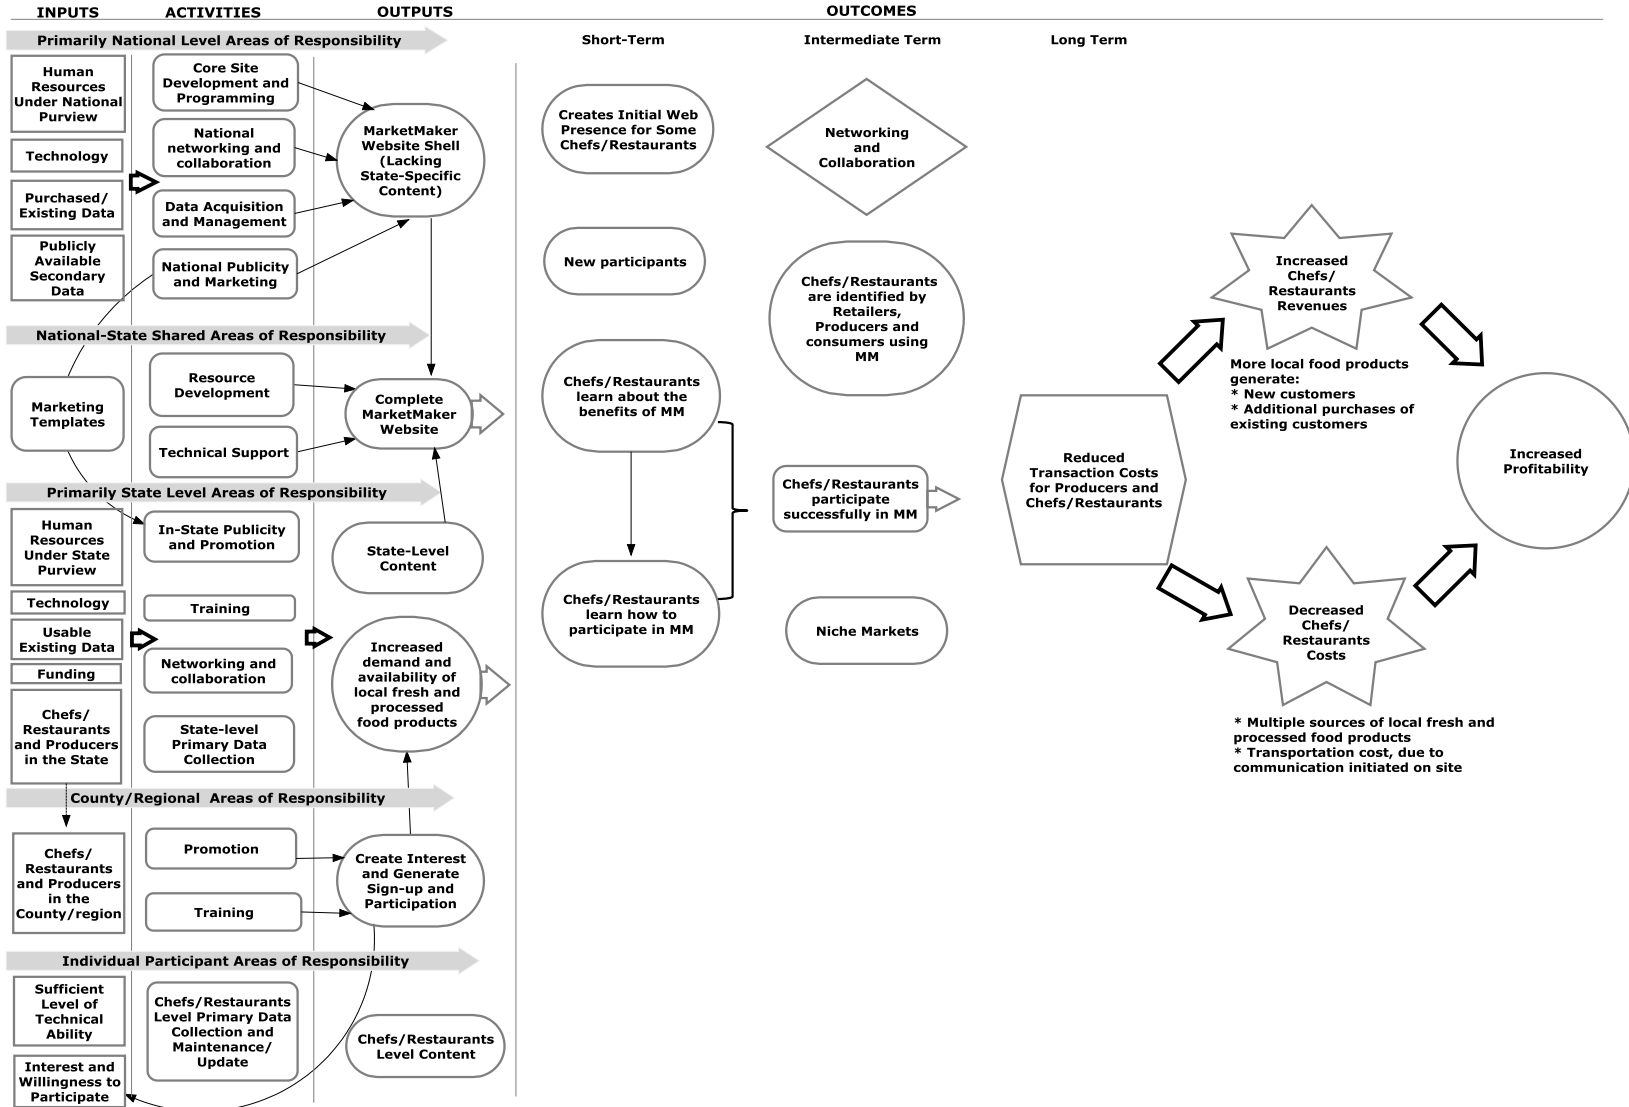 INPUTS
ACTIVITIES
OUTPUTS
OUTCOMES
Primarily National Level Areas of Responsibility
Short-Term
Intermediate Term
Long Term
Human
Resources
Under National
Purview
Technology
Purchased/
Existing Data
Publicly
Available
Secondary
Data
Core Site
Development and
Programming
National
networking and
collaboration
Data Acquisition
and Management
National Publicity
and Marketing
MarketMaker
Website Shell
(Lacking
State-Specific
Content)
National-State Shared Areas of Responsibility
Marketing
Templates
Resource
Development
Technical Support
Complete
MarketMaker
Website
Primarily State Level Areas of Responsibility
Human
Resources
Under State
Purview
Technology
Usable
Existing Data
Funding
Chefs/
Restaurants
and Producers
in the State
In-State Publicity
and Promotion
Training
Networking and
collaboration
State-level
Primary Data
Collection
State-Level
Content
Increased
demand and
availability of
local fresh and
processed
food products
County/Regional  Areas of Responsibility
Chefs/
Restaurants
and Producers
in the
County/region
Promotion
Training
Create Interest
and Generate
Sign-up and
Participation
Individual Participant Areas of Responsibility
Sufficient
Level of
Technical
Ability
Interest and
Willingness to
Participate
Chefs/Restaurants
Level Primary Data
Collection and
Maintenance/
Update
Chefs/Restaurants
Level Content
Creates Initial Web
Presence for Some
Chefs/Restaurants
New participants
Chefs/Restaurants
learn about the
benefits of MM
Chefs/Restaurants
learn how to
participate in MM
Networking
and
Collaboration
Chefs/Restaurants
are identified by
Retailers,
Producers and
consumers using
MM
Chefs/Restaurants
participate
successfully in MM
Niche Markets
Reduced
Transaction Costs
for Producers and
Chefs/Restaurants
Increased
Chefs/
Restaurants
Revenues
More local food products
generate:
* New customers
* Additional purchases of
existing customers
Decreased
Chefs/
Restaurants
Costs
* Multiple sources of local fresh and
processed food products
* Transportation cost, due to
communication initiated on site
Increased
Profitability